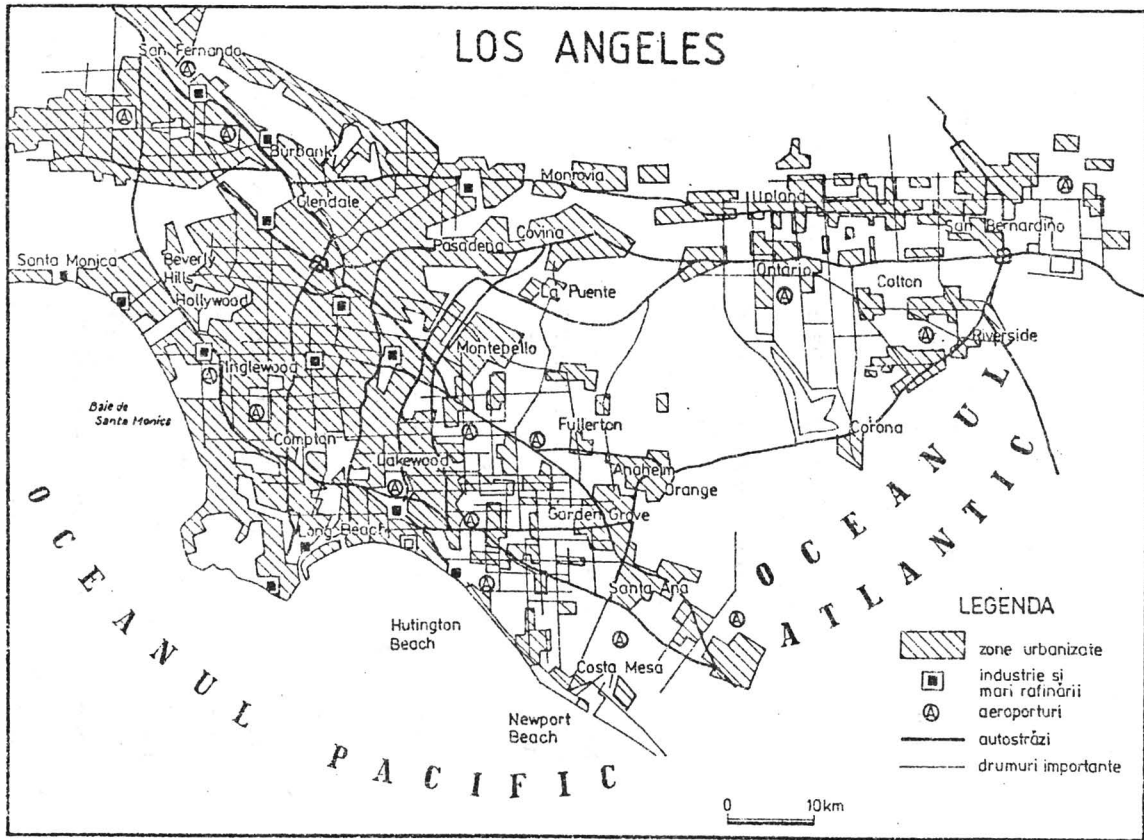 LOS ANGELES
San Fernando
Burbank
Glendale
Monrovia
Upland
San Bernardino
Pasadena
Covina
Santa Monica
Beverly
Hills
Hollywood
La Puente
Ontario
Colton
Montebello
Riverside
Inglewood
Baie de
Santa Monica
Compton
Lakewood
Fullerton
Corona
Anaheim
Orange
Garden Grove
Long Beach
Santa Ana
Hutington
Beach
Costa Mesa
Newport
Beach
OCEANUL PACIFIC
OCEANUL
ATLANTIC
LEGENDA
zone urbanizate
industrie și
mari rafinării
A aeroporturi
autostrăzi
drumuri importante
0 10km